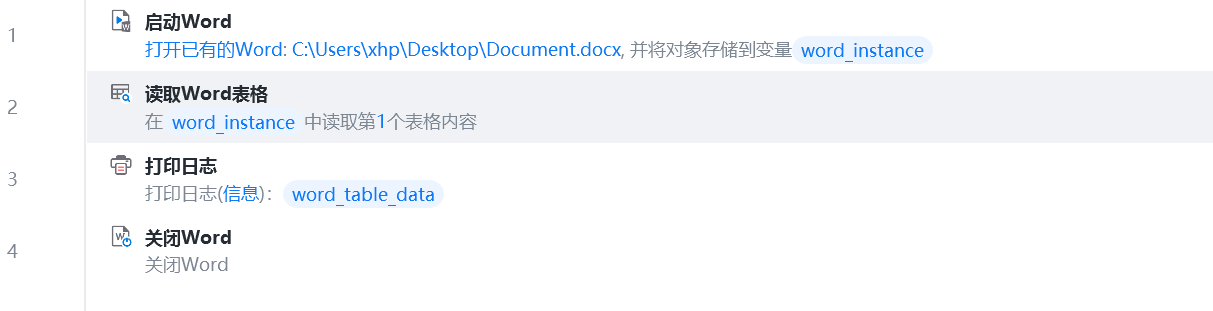 1
启动Word
打开已有的Word: C:\Users\xhp\Desktop\Document.docx, 并将对象存储到变量 word_instance
2
读取Word表格
在 word_instance 中读取第1个表格内容
3
打印日志
打印日志(信息)： word_table_data
4
关闭Word
关闭Word